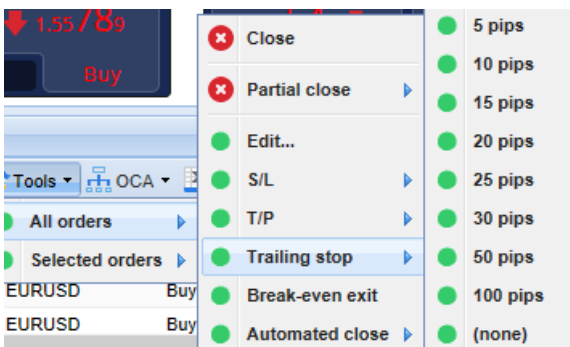 1.55789
Buy
Tools
OCA
All orders
Selected orders
EURUSD Buy
EURUSD Buy
Close
Partial close
Edit...
S/L
T/P
Trailing stop
Break-even exit
Automated close
5 pips
10 pips
15 pips
20 pips
25 pips
30 pips
50 pips
100 pips
(none)